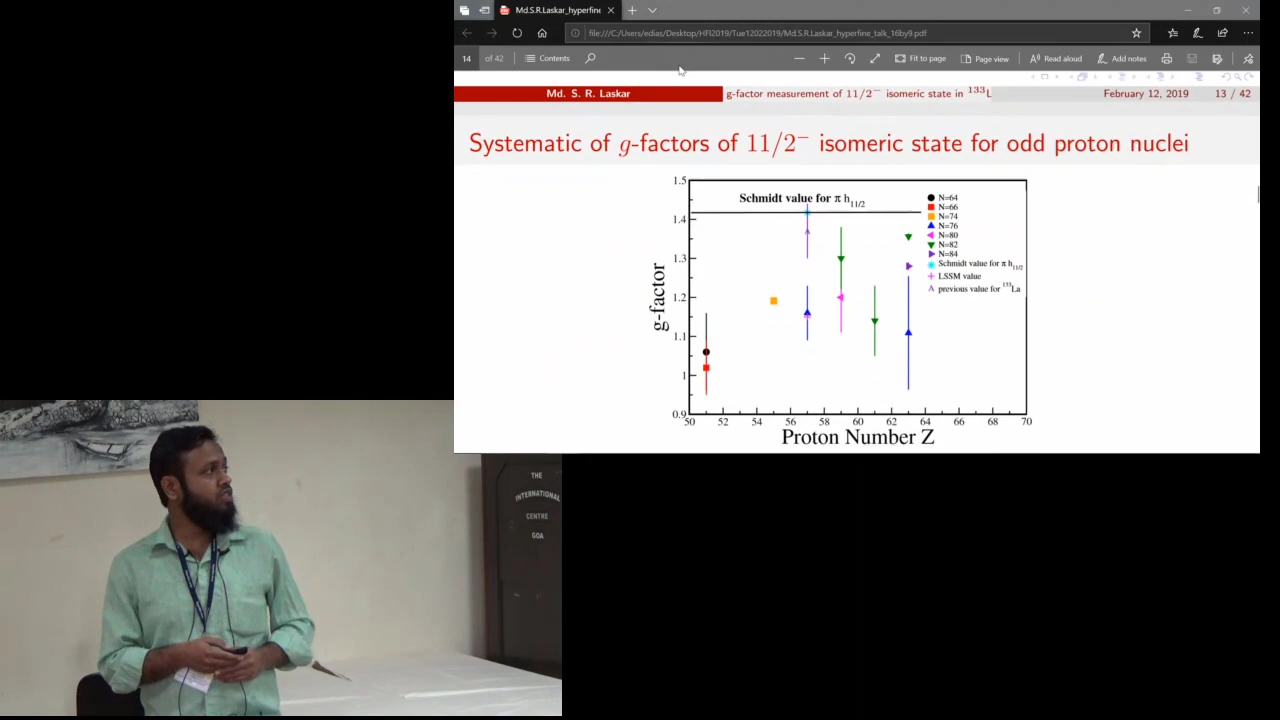 Md.S.R.Laskar_hyperfine
file:///C:/Users/edias/Desktop/HFI2019/Tue12022019/Md.S.R.Laskar_hyperfine_talk_16by9.pdf
14 of 42 Contents Fit to page Page view Read aloud Add notes
Md. S. R. Laskar g-factor measurement of 11/2⁻ isomeric state in ¹³³L February 12, 2019 13 / 42
Systematic of g-factors of 11/2⁻ isomeric state for odd proton nuclei
Schmidt value for π h₁₁/₂
1.5
1.4
1.3
1.2
1.1
1
0.9
g-factor
N=64
N=66
N=74
N=76
N=80
N=82
N=84
Schmidt value for π h₁₁/₂
LSSM value
previous value for ¹³³La
50 52 54 56 58 60 62 64 66 68 70
Proton Number Z
THE
INTERNATIONAL
CENTRE
GOA